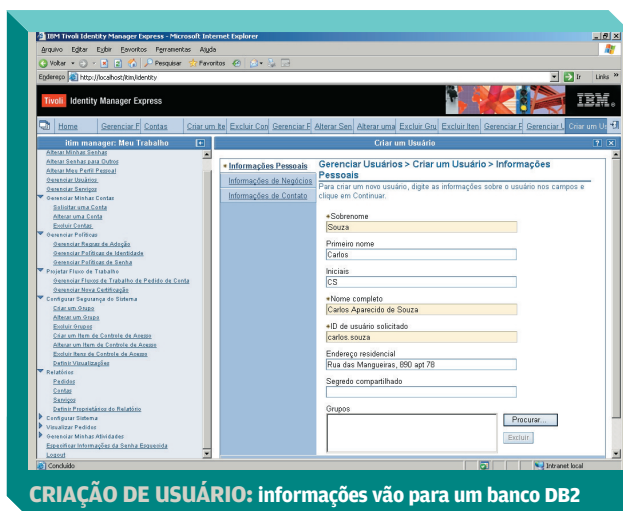 IBM Tivoli Identity Manager Express - Microsoft Internet Explorer
Arquivo Editar Exibir Favoritos Ferramentas Ajuda
Voltar Pesquisar Favoritos
Endereço http://localhost/itim/identity Ir Links »
Tivoli Identity Manager Express IBM
Home Gerenciar F Contas Criar um Ite Excluir Con Gerenciar F Alterar Sen Alterar uma Excluir Gru Excluir Iten Gerenciar F Gerenciar L Criar um Us
itim manager: Meu Trabalho
Criar um Usuário
Alterar Minhas Senhas
Alterar Senhas para Outros
Alterar Meu Perfil Pessoal
Gerenciar Usuários
Gerenciar Serviços
Gerenciar Minhas Contas
Solicitar uma Conta
Alterar uma Conta
Excluir Contas
Gerenciar Políticas
Gerenciar Regras de Adoção
Gerenciar Políticas de Identidade
Gerenciar Políticas de Senha
Projetar Fluxo de Trabalho
Gerenciar Fluxos de Trabalho de Pedido de Conta
Gerenciar Nova Certificação
Configurar Segurança do Sistema
Criar um Grupo
Alterar um Grupo
Excluir Grupos
Criar um Item de Controle de Acesso
Alterar um Item de Controle de Acesso
Excluir Itens de Controle de Acesso
Definir Visualizações
Relatórios
Pedidos
Contas
Serviços
Definir Proprietários do Relatório
Configurar Sistema
Visualizar Pedidos
Gerenciar Minhas Atividades
Especificar Informações da Senha Esquecida
Logout
Informações Pessoais
Informações de Negócios
Informações de Contato
Gerenciar Usuários > Criar um Usuário > Informações
Pessoais
Para criar um novo usuário, digite as informações sobre o usuário nos campos e
clique em Continuar.
*Sobrenome
Souza
Primeiro nome
Carlos
Iniciais
CS
*Nome completo
Carlos Aparecido de Souza
*ID de usuário solicitado
carlos.souza
Endereço residencial
Rua das Mangueiras, 890 apt 78
Segredo compartilhado
Grupos
Procurar...
Excluir
Concluído Intranet local
CRIAÇÃO DE USUÁRIO: informações vão para um banco DB2